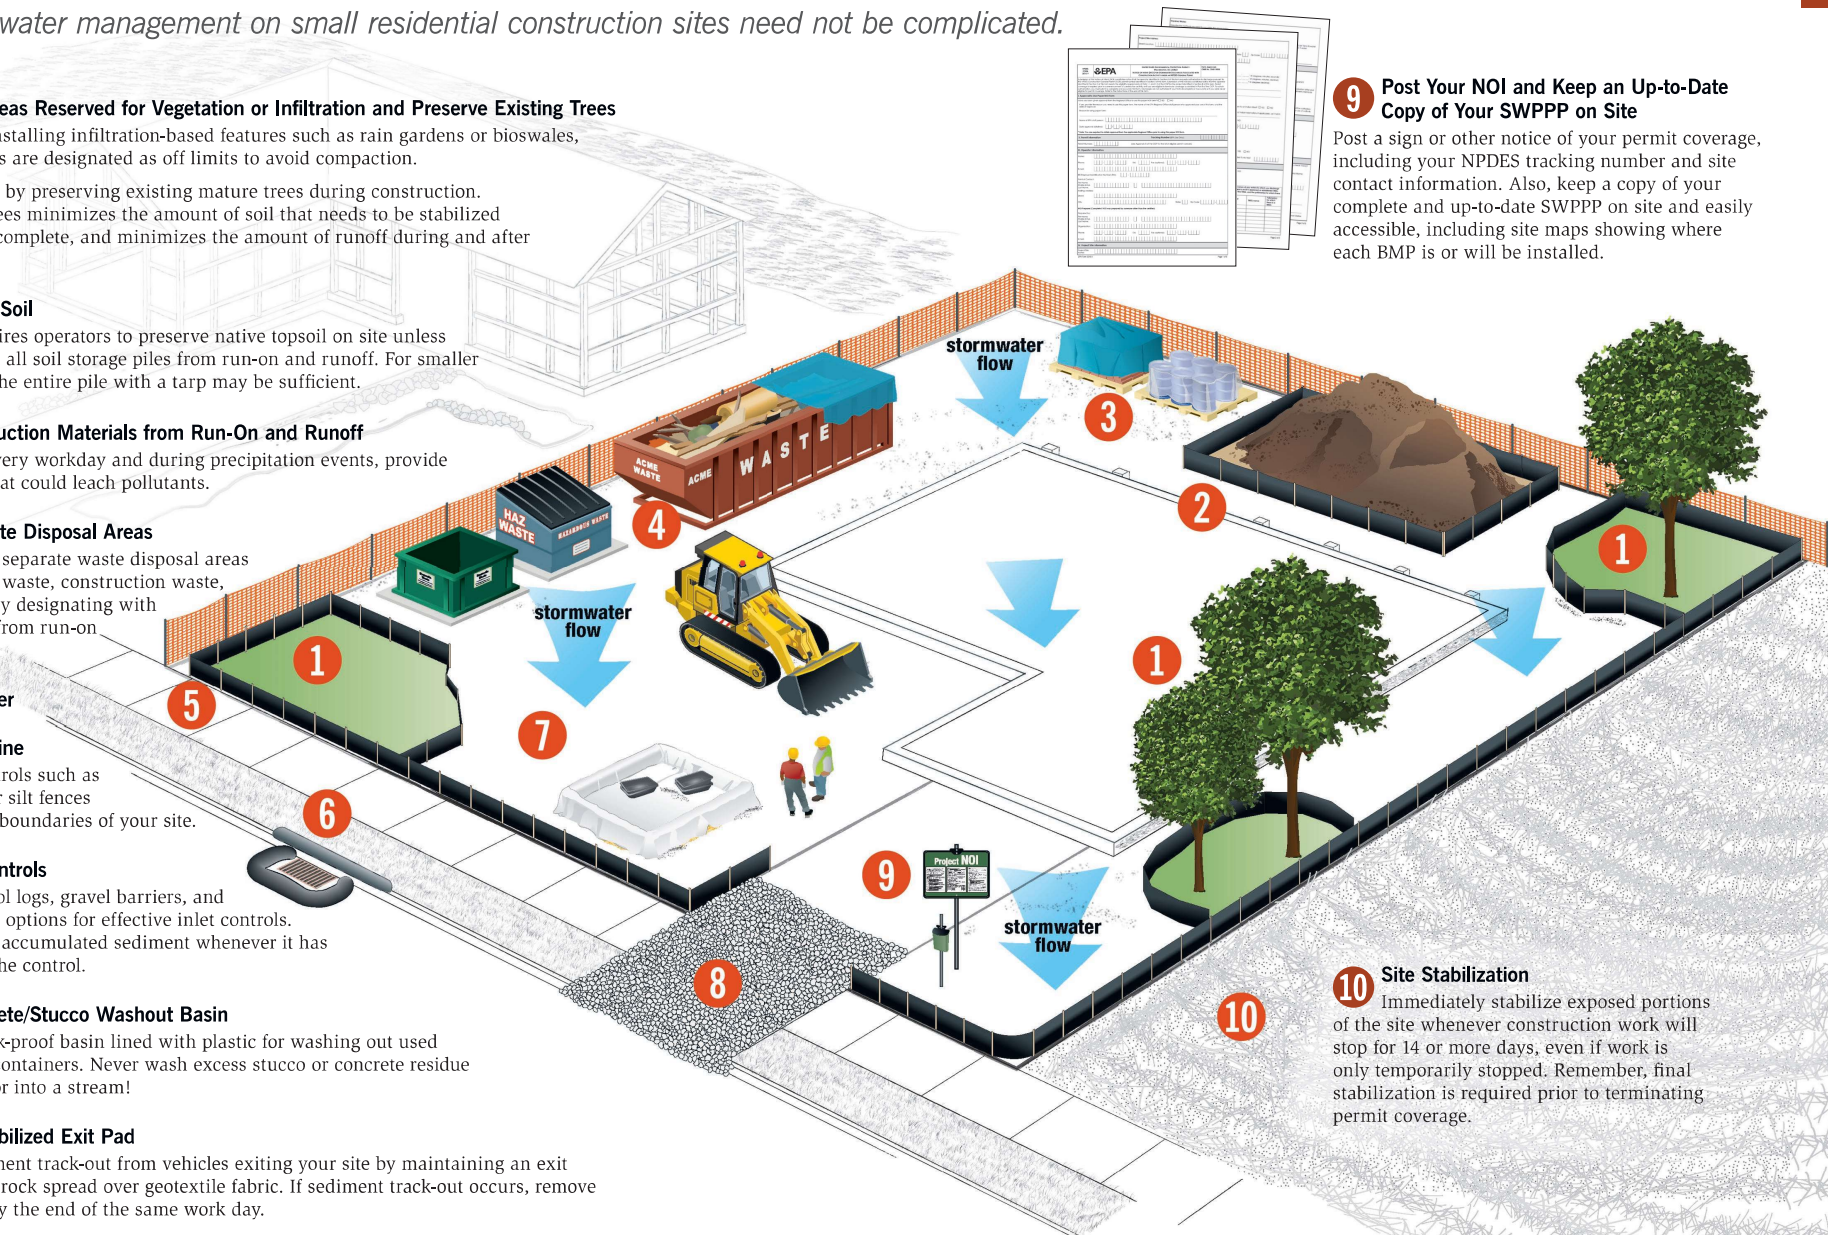 water management on small residential construction sites need not be complicated.
eas Reserved for Vegetation or Infiltration and Preserve Existing Trees
nstalling infiltration-based features such as rain gardens or bioswales,
s are designated as off limits to avoid compaction.
by preserving existing mature trees during construction.
ees minimizes the amount of soil that needs to be stabilized
complete, and minimizes the amount of runoff during and after
Soil
ires operators to preserve native topsoil on site unless
all soil storage piles from run-on and runoff. For smaller
he entire pile with a tarp may be sufficient.
uction Materials from Run-On and Runoff
very workday and during precipitation events, provide
at could leach pollutants.
te Disposal Areas
separate waste disposal areas
waste, construction waste,
y designating with
from run-on
er
ine
rols such as
r silt fences
boundaries of your site.
ntrols
ol logs, gravel barriers, and
options for effective inlet controls.
accumulated sediment whenever it has
he control.
ete/Stucco Washout Basin
k-proof basin lined with plastic for washing out used
containers. Never wash excess stucco or concrete residue
or into a stream!
bilized Exit Pad
ment track-out from vehicles exiting your site by maintaining an exit
rock spread over geotextile fabric. If sediment track-out occurs, remove
y the end of the same work day.
EPA
9 Post Your NOI and Keep an Up-to-Date
Copy of Your SWPPP on Site
Post a sign or other notice of your permit coverage,
including your NPDES tracking number and site
contact information. Also, keep a copy of your
complete and up-to-date SWPPP on site and easily
accessible, including site maps showing where
each BMP is or will be installed.
stormwater
flow
3
ACME
WASTE
ACME
WASTE
4
HAZ
WASTE
HAZARDOUS WASTE
2
1
stormwater
flow
1
1
5
7
6
9
Project NOI
stormwater
flow
8
10
10 Site Stabilization
Immediately stabilize exposed portions
of the site whenever construction work will
stop for 14 or more days, even if work is
only temporarily stopped. Remember, final
stabilization is required prior to terminating
permit coverage.